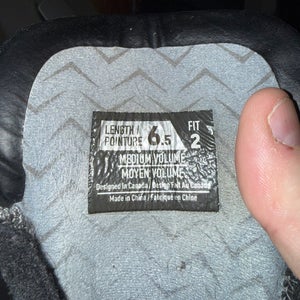 LENGTH / POINTURE 6.5 FIT 2
MEDIUM VOLUME
MOYEN VOLUME
Designed In Canada / Design Fait Au Canada
Made in China / Fabriqué en Chine